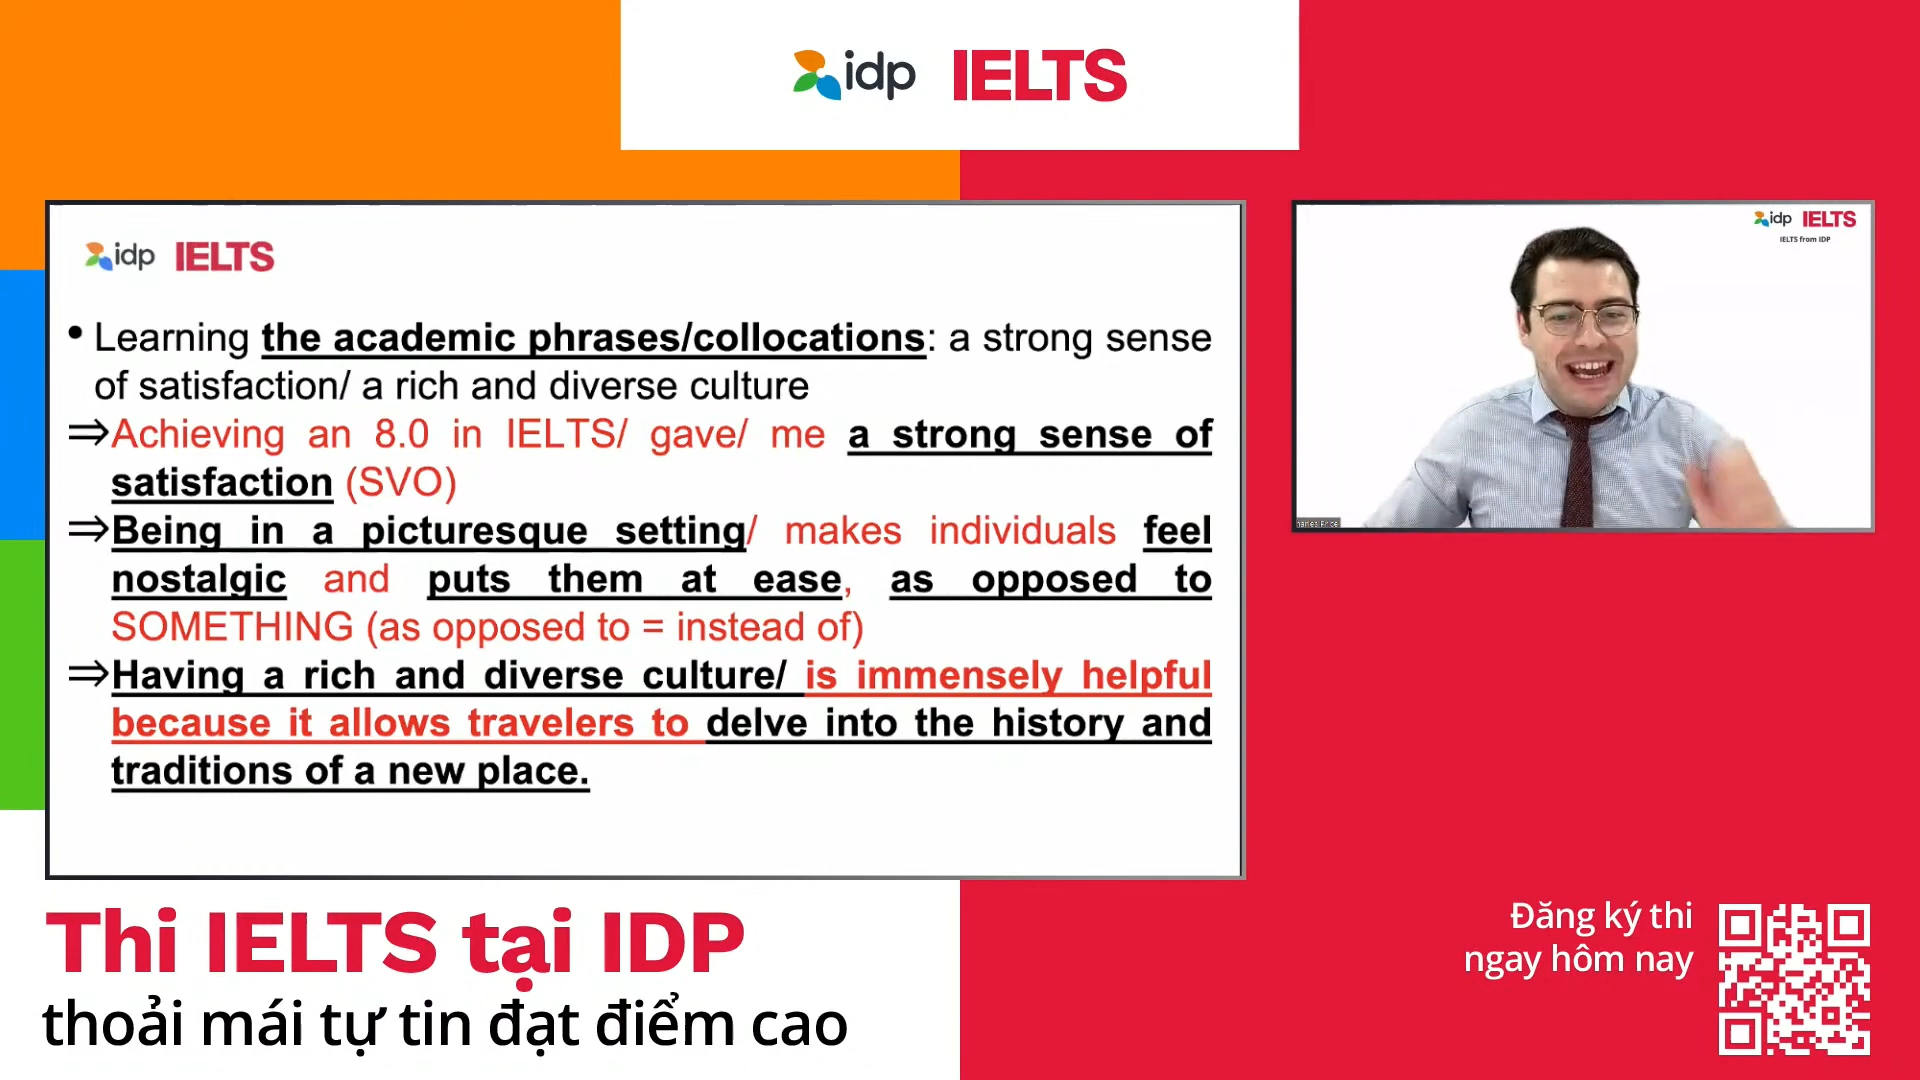 idp IELTS
idp IELTS
• Learning the academic phrases/collocations: a strong sense
of satisfaction/ a rich and diverse culture
⇒Achieving an 8.0 in IELTS/ gave/ me a strong sense of
satisfaction (SVO)
⇒Being in a picturesque setting/ makes individuals feel
nostalgic and puts them at ease, as opposed to
SOMETHING (as opposed to = instead of)
⇒Having a rich and diverse culture/ is immensely helpful
because it allows travelers to delve into the history and
traditions of a new place.
idp IELTS
IELTS from IDP
Thi IELTS tại IDP
thoải mái tự tin đạt điểm cao
Đăng ký thi
ngay hôm nay